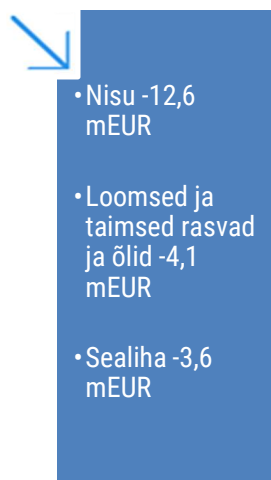 •Nisu -12,6
mEUR
•Loomsed ja
taimsed rasvad
ja õlid -4,1
mEUR
•Sealiha -3,6
mEUR